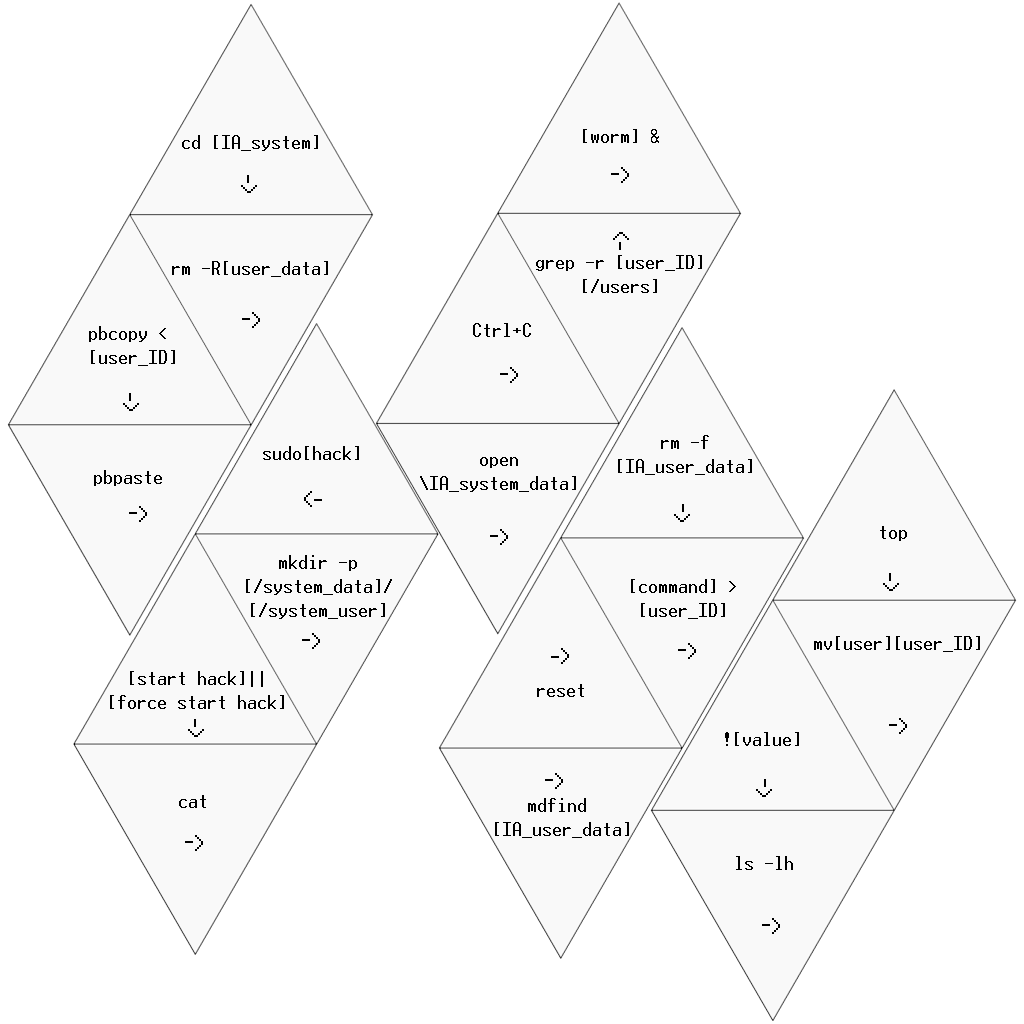 cd [IA_system]
↓
rm -R[user_data]
→
pbcopy <
[user_ID]
↓
pbpaste
→
sudo[hack]
←
mkdir -p
[/system_data]/
[/system_user]
→
[start hack]||
[force start hack]
↓
cat
→
[worm] &
→
↑
grep -r [user_ID]
[/users]
Ctrl+C
→
open
\IA_system_data]
→
rm -f
[IA_user_data]
↓
[command] >
[user_ID]
→
→
reset
→
mdfind
[IA_user_data]
top
↓
mv[user][user_ID]
→
![value]
↓
ls -lh
→